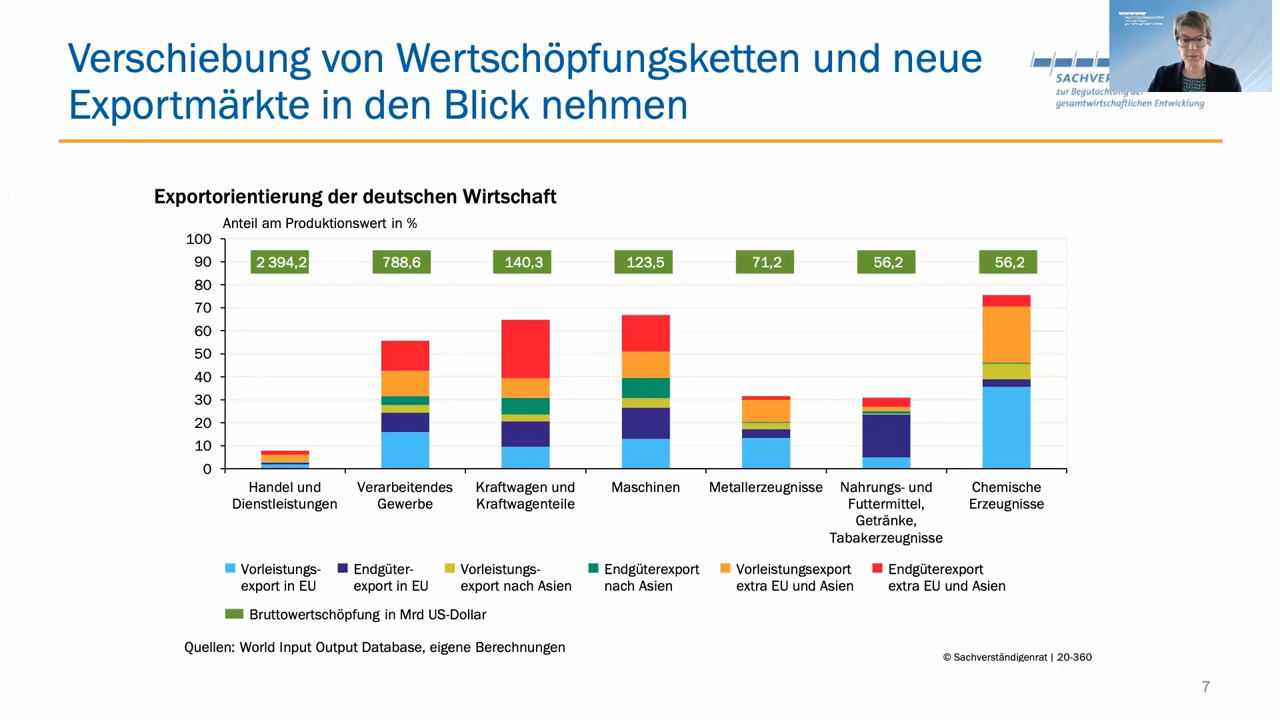 Verschiebung von Wertschöpfungsketten und neue
Exportmärkte in den Blick nehmen
SACHVER
zur Begutachtung der
gesamtwirtschaftlichen Entwicklung
Exportorientierung der deutschen Wirtschaft
Anteil am Produktionswert in %
100
90
80
70
60
50
40
30
20
10
0
2 394,2 788,6 140,3 123,5 71,2 56,2 56,2
Handel und Verarbeitendes Kraftwagen und Maschinen Metallerzeugnisse Nahrungs- und Chemische
Dienstleistungen Gewerbe Kraftwagenteile Futtermittel, Erzeugnisse
Getränke,
Tabakerzeugnisse
Vorleistungs- Endgüter- Vorleistungs- Endgüterexport Vorleistungsexport Endgüterexport
export in EU export in EU export nach Asien nach Asien extra EU und Asien extra EU und Asien
Bruttowertschöpfung in Mrd US-Dollar
Quellen: World Input Output Database, eigene Berechnungen
© Sachverständigenrat | 20-360
7